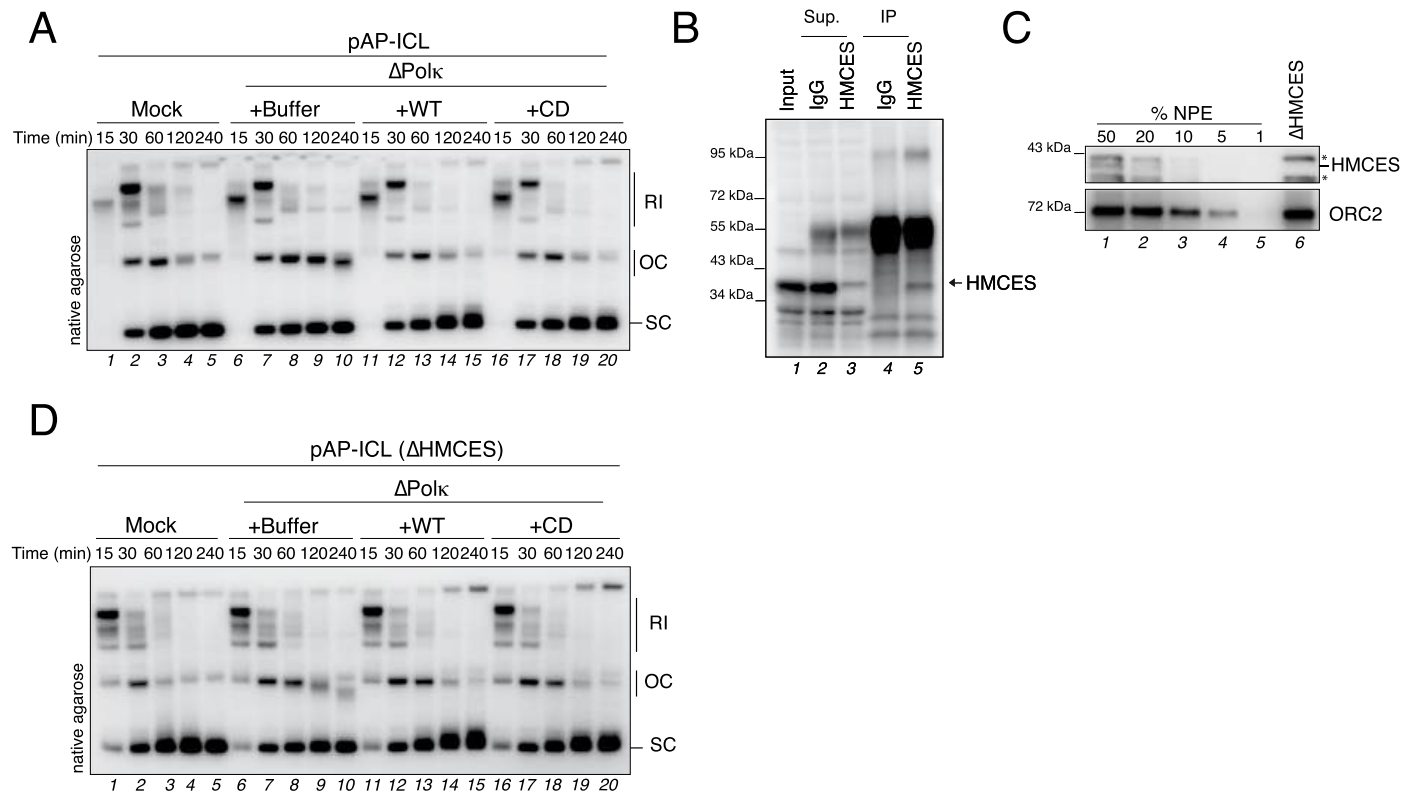 A
pAP-ICL
ΔPolκ
Mock +Buffer +WT +CD
Time (min) 15 30 60 120 240 15 30 60 120 240 15 30 60 120 240 15 30 60 120 240
RI
OC
SC
native agarose
1 2 3 4 5 6 7 8 9 10 11 12 13 14 15 16 17 18 19 20
B
Sup. IP
Input IgG HMCES IgG HMCES
95 kDa
72 kDa
55 kDa
43 kDa
34 kDa
HMCES
1 2 3 4 5
C
% NPE
50 20 10 5 1 ΔHMCES
43 kDa
*
HMCES
*
72 kDa
ORC2
1 2 3 4 5 6
D
pAP-ICL (ΔHMCES)
ΔPolκ
Mock +Buffer +WT +CD
Time (min) 15 30 60 120 240 15 30 60 120 240 15 30 60 120 240 15 30 60 120 240
RI
OC
SC
native agarose
1 2 3 4 5 6 7 8 9 10 11 12 13 14 15 16 17 18 19 20